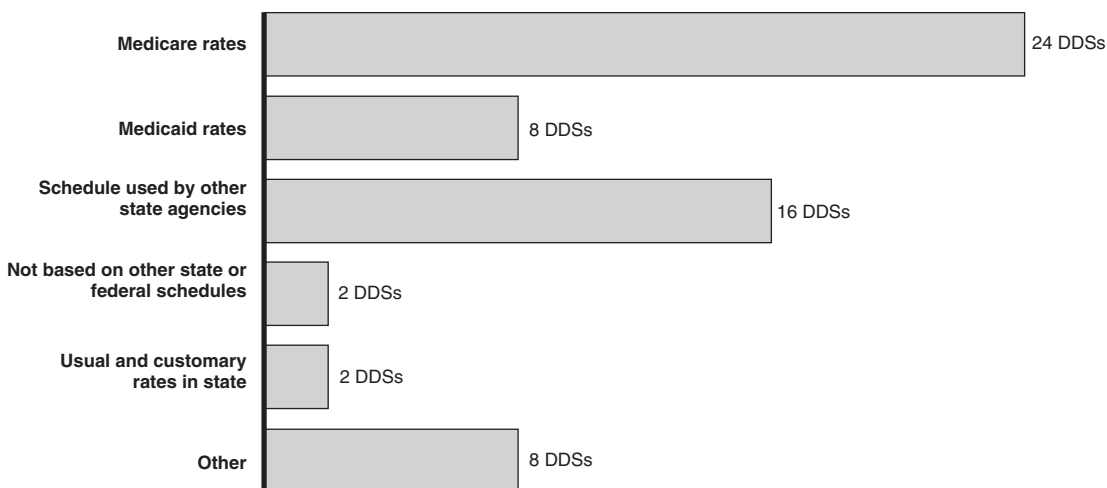 Medicare rates
24 DDSs
Medicaid rates
8 DDSs
Schedule used by other
state agencies
16 DDSs
Not based on other state or
federal schedules
2 DDSs
Usual and customary
rates in state
2 DDSs
Other
8 DDSs